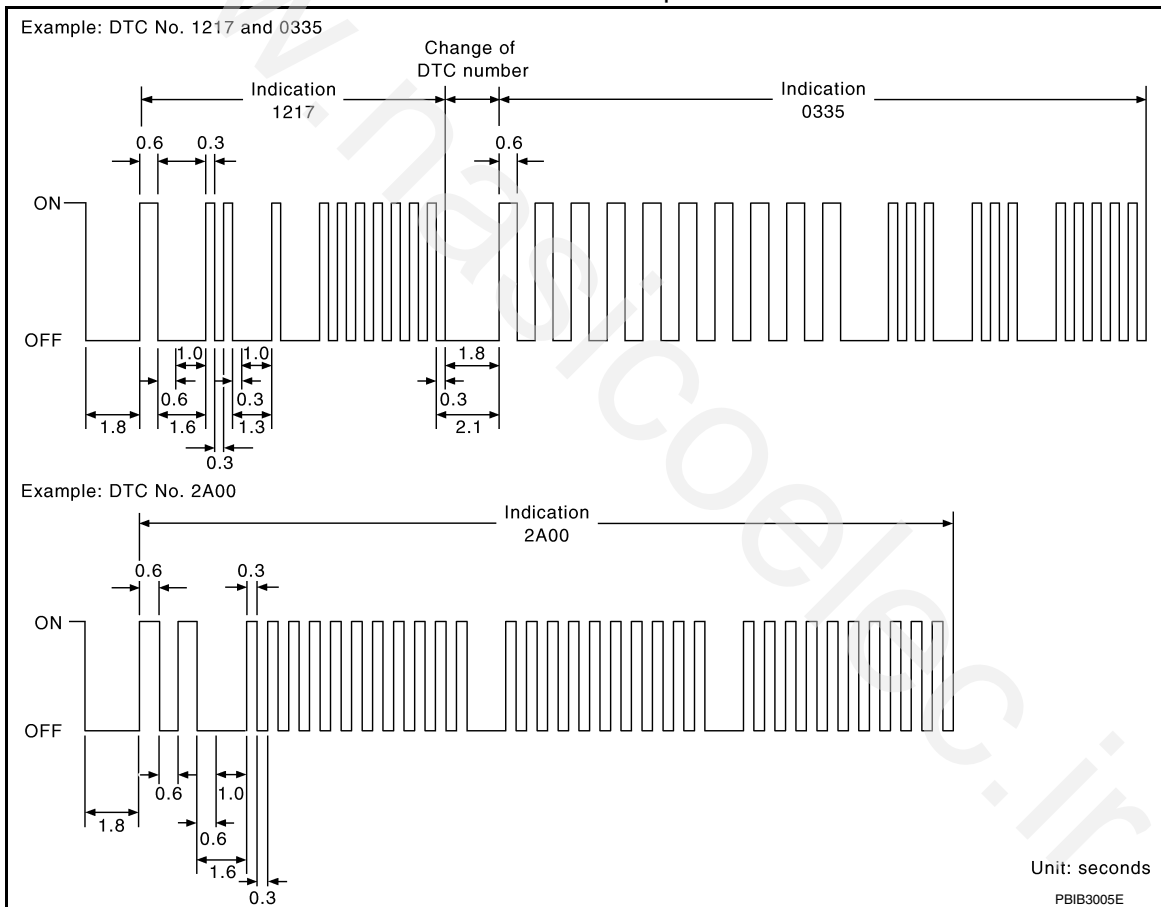 Example: DTC No. 1217 and 0335
Change of
DTC number
Indication
1217
Indication
0335
0.6
0.3
0.6
ON
OFF
1.0
1.0
1.8
0.6
0.3
0.3
1.8
1.6
1.3
2.1
0.3
Example: DTC No. 2A00
Indication
2A00
0.6
0.3
ON
OFF
0.6
1.0
1.8
0.6
1.6
0.3
Unit: seconds
PBIB3005E
w.nasicoelec.ir